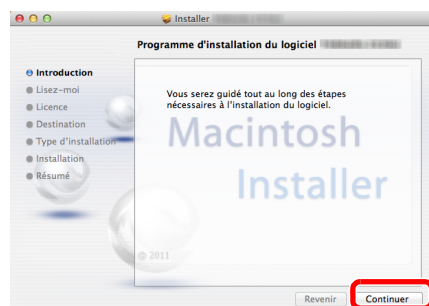 Installer
Programme d'installation du logiciel
Introduction
Lisez-moi
Licence
Destination
Type d'installation
Installation
Résumé
Vous serez guidé tout au long des étapes
nécessaires à l'installation du logiciel.
Macintosh
Installer
© 2011
Revenir
Continuer